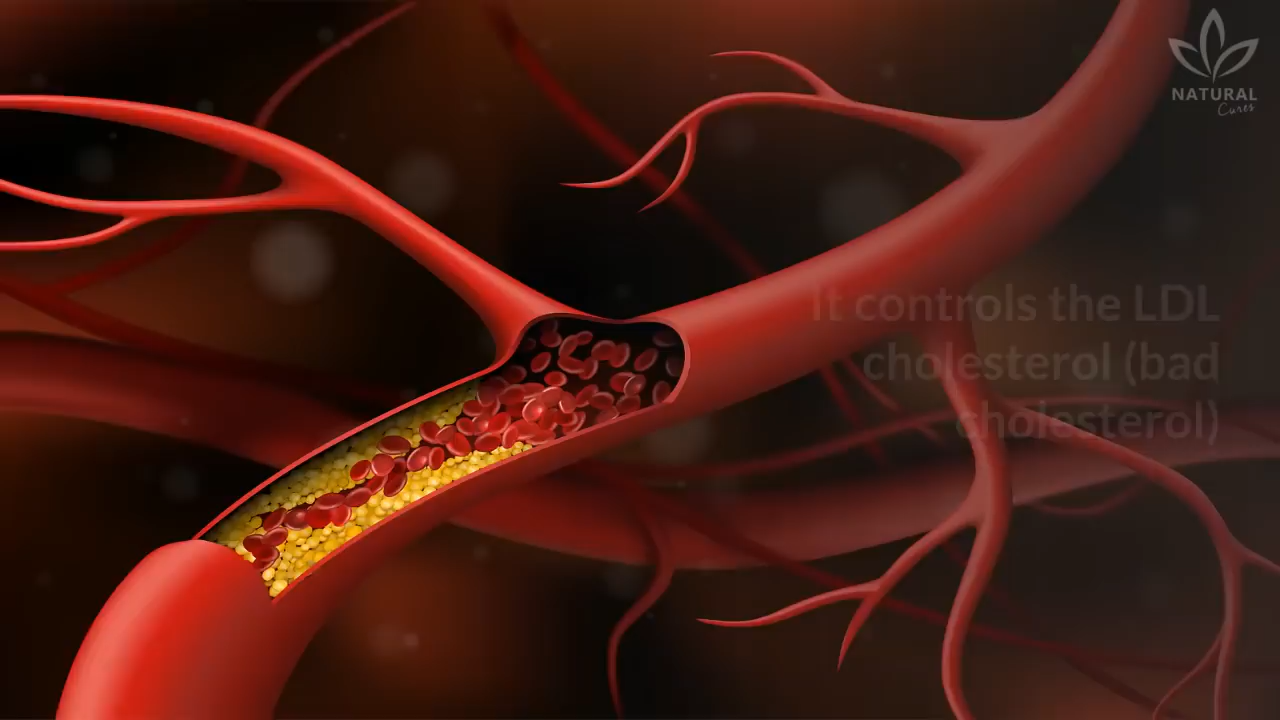 NATURAL
Cures
It controls the LDL
cholesterol (bad
cholesterol)